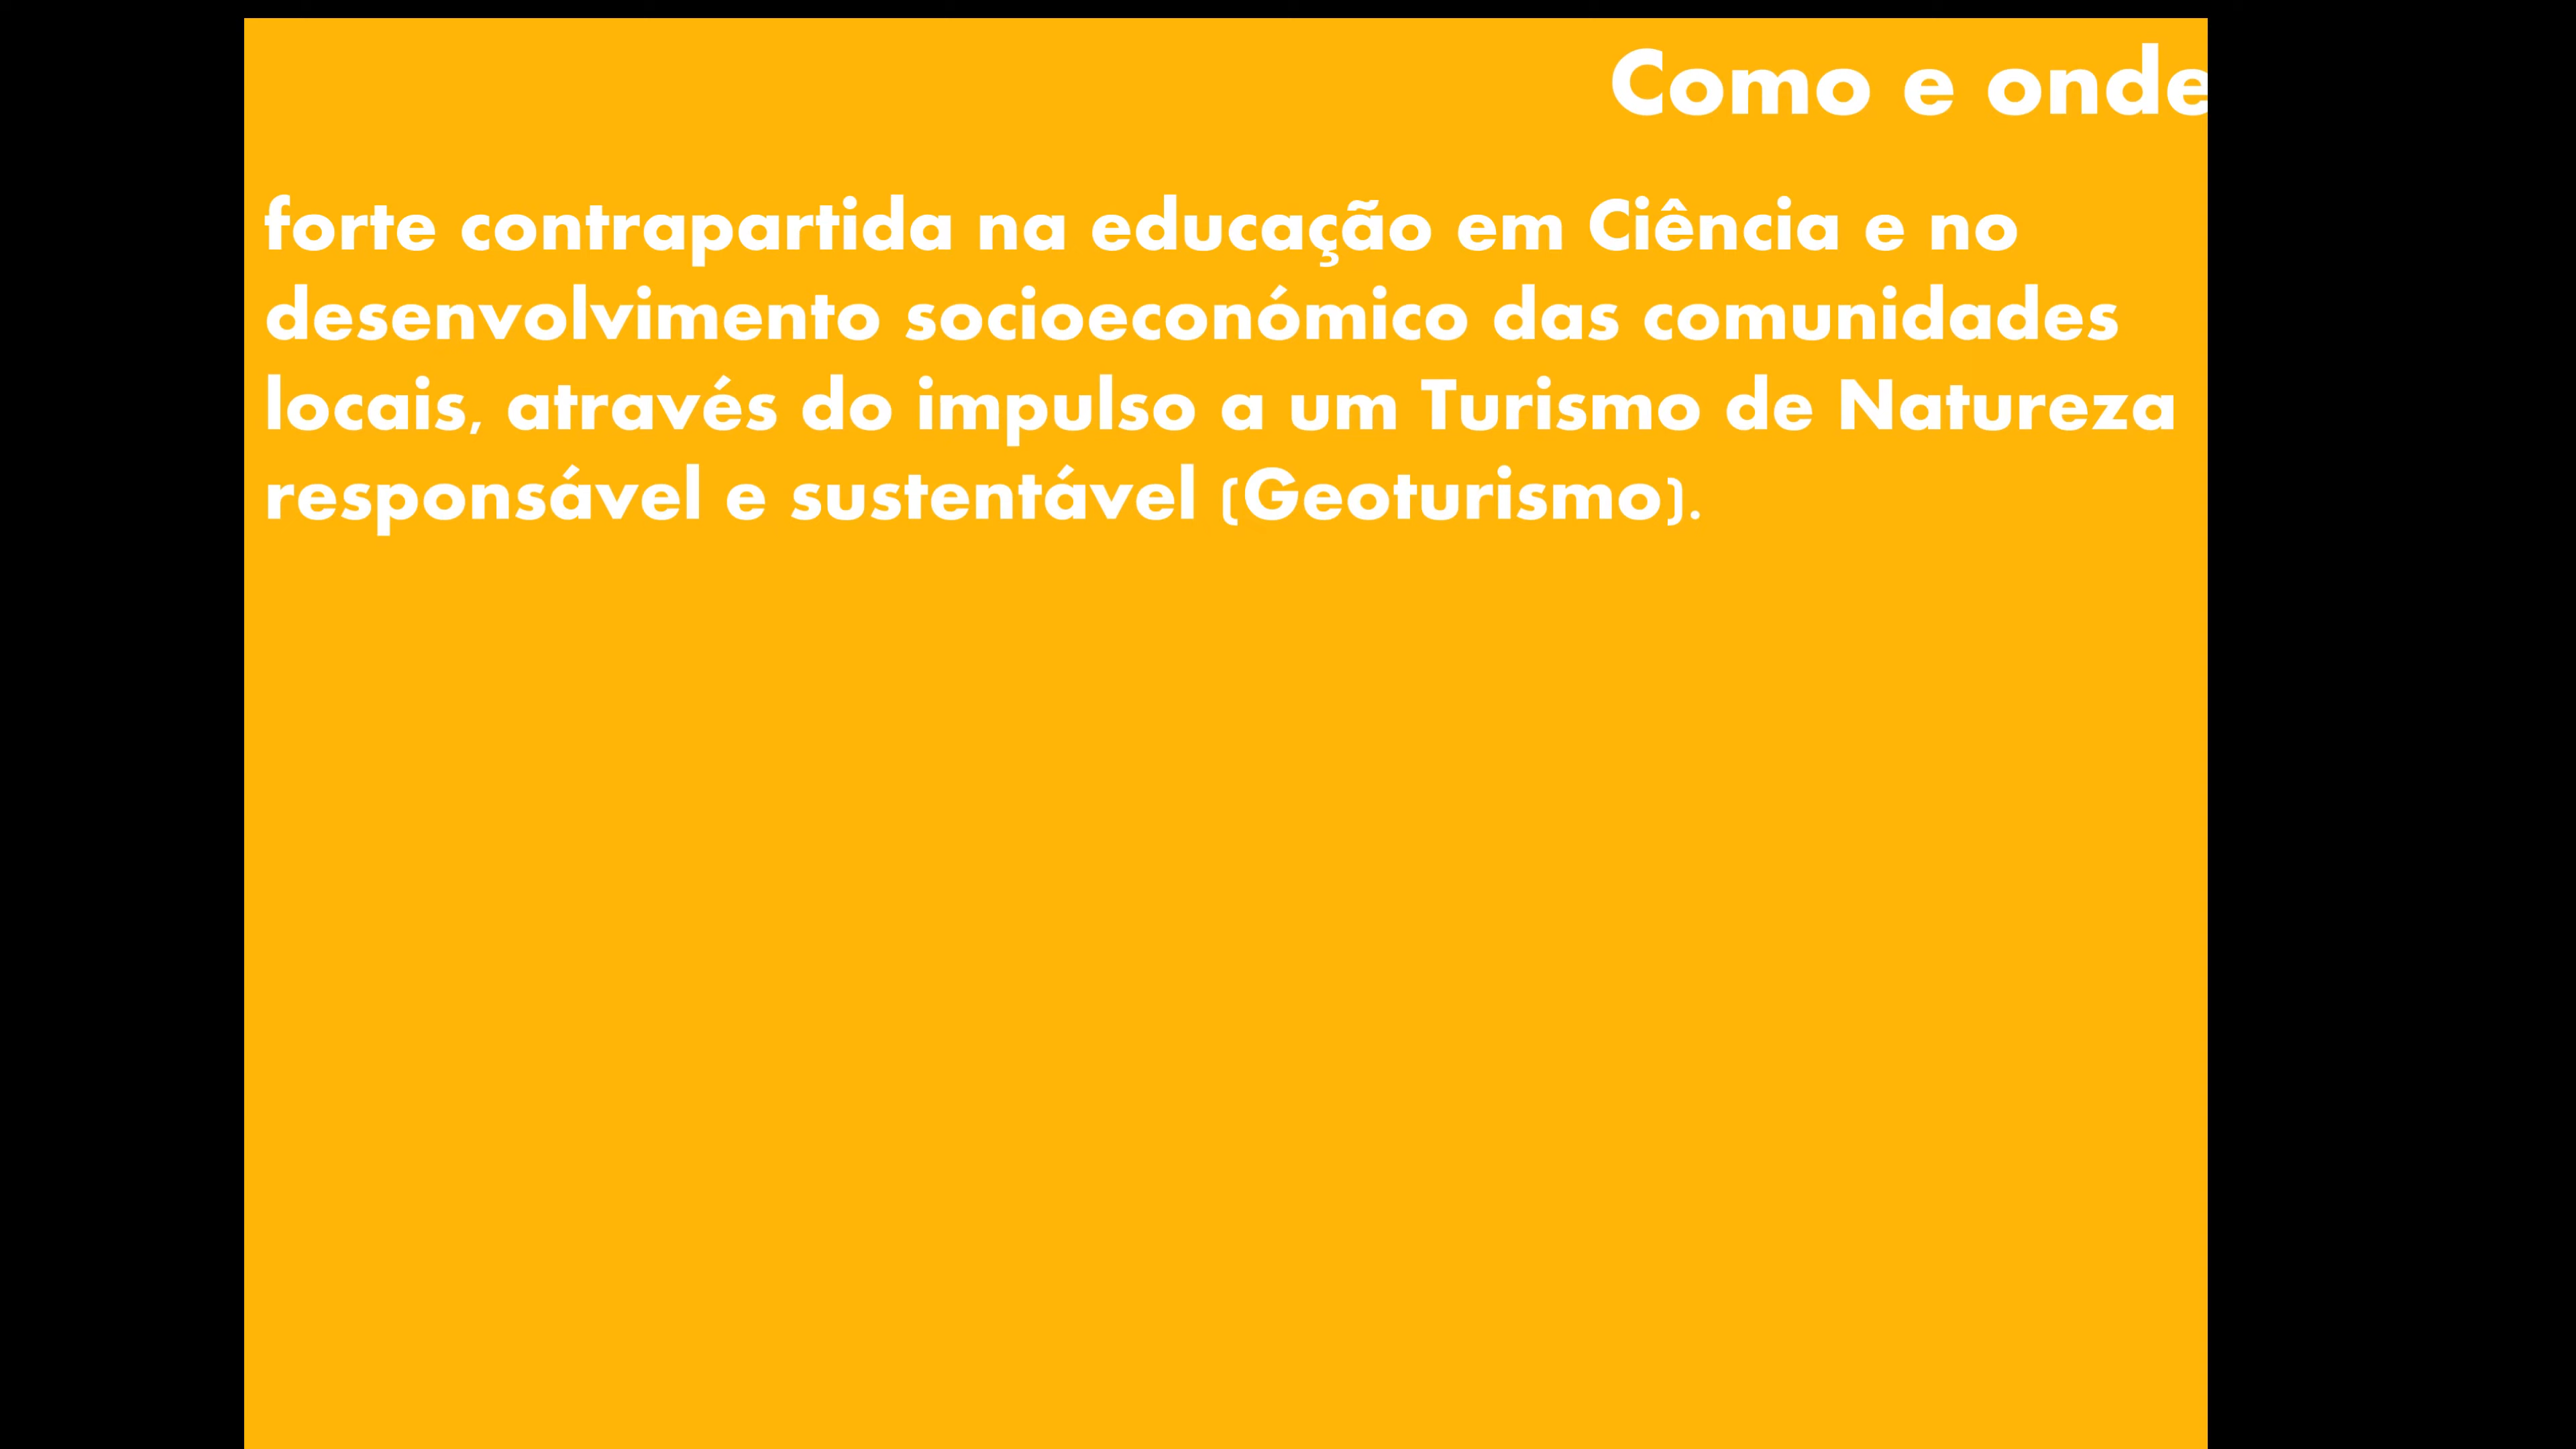 Como e onde
forte contrapartida na educação em Ciência e no
desenvolvimento socioeconómico das comunidades
locais, através do impulso a um Turismo de Natureza
responsável e sustentável (Geoturismo).